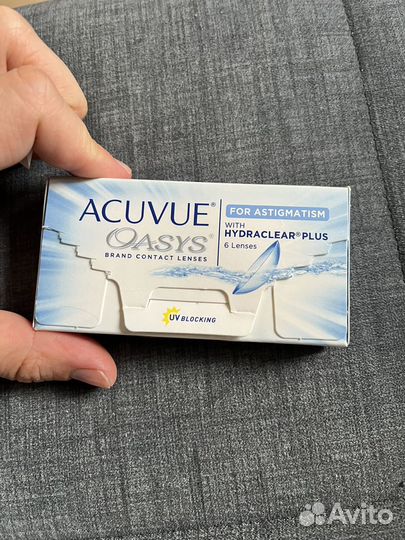 ACUVUE®
OASYS®
BRAND CONTACT LENSES
FOR ASTIGMATISM
WITH
HYDRACLEAR® PLUS
6 Lenses
UV BLOCKING
Avito